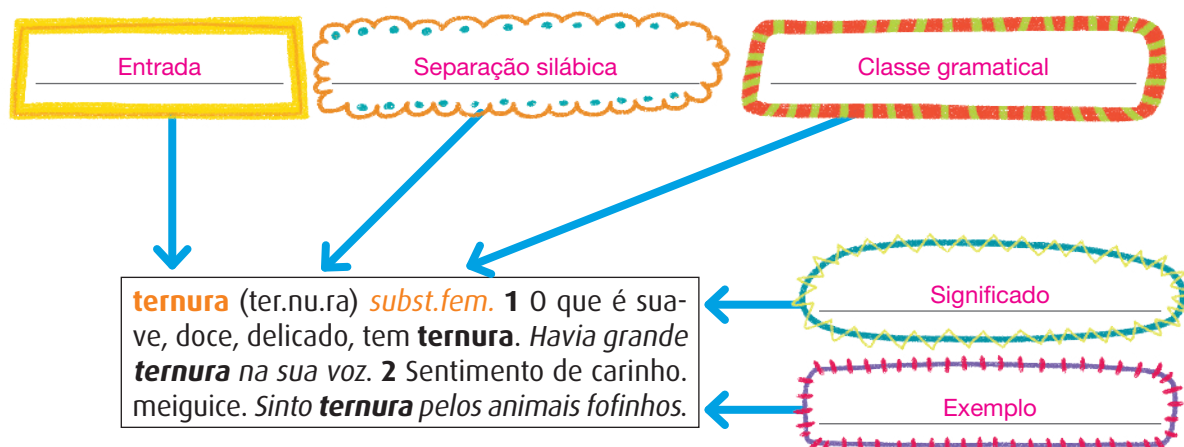 Entrada
Separação silábica
Classe gramatical
ternura (ter.nu.ra) subst.fem. 1 O que é sua-
ve, doce, delicado, tem ternura. Havia grande
ternura na sua voz. 2 Sentimento de carinho.
meiguice. Sinto ternura pelos animais fofinhos.
Significado
Exemplo